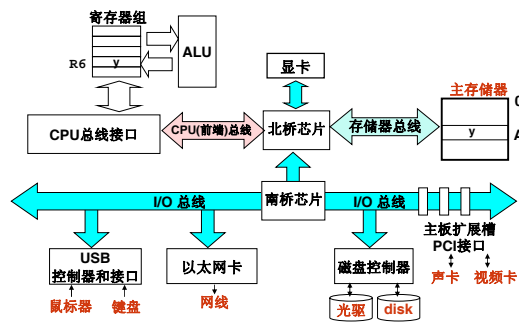 寄存器组
R6
y
ALU
显卡
主存储器
0
CPU总线接口
CPU(前端)总线
北桥芯片
存储器总线
y
A
I/O 总线
南桥芯片
I/O 总线
主板扩展槽
PCI接口
USB
控制器和接口
以太网卡
磁盘控制器
声卡
视频卡
鼠标器
键盘
网线
光驱
disk